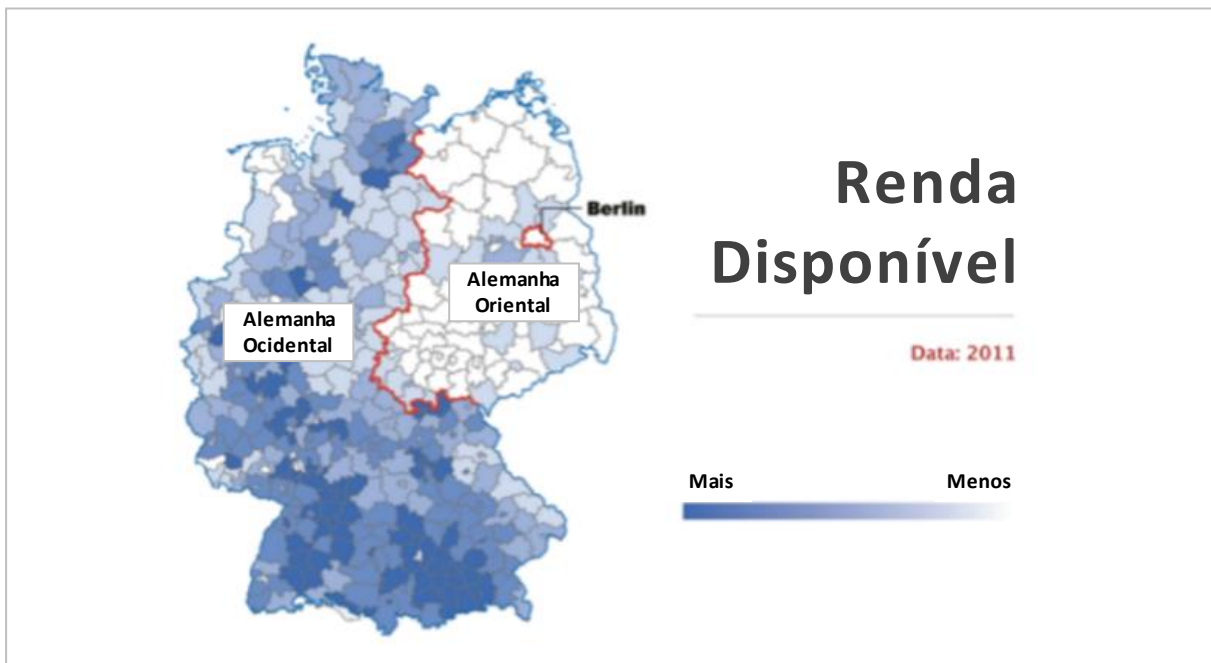 Renda
Disponível
Data: 2011
Berlin
Alemanha
Oriental
Alemanha
Ocidental
Mais
Menos